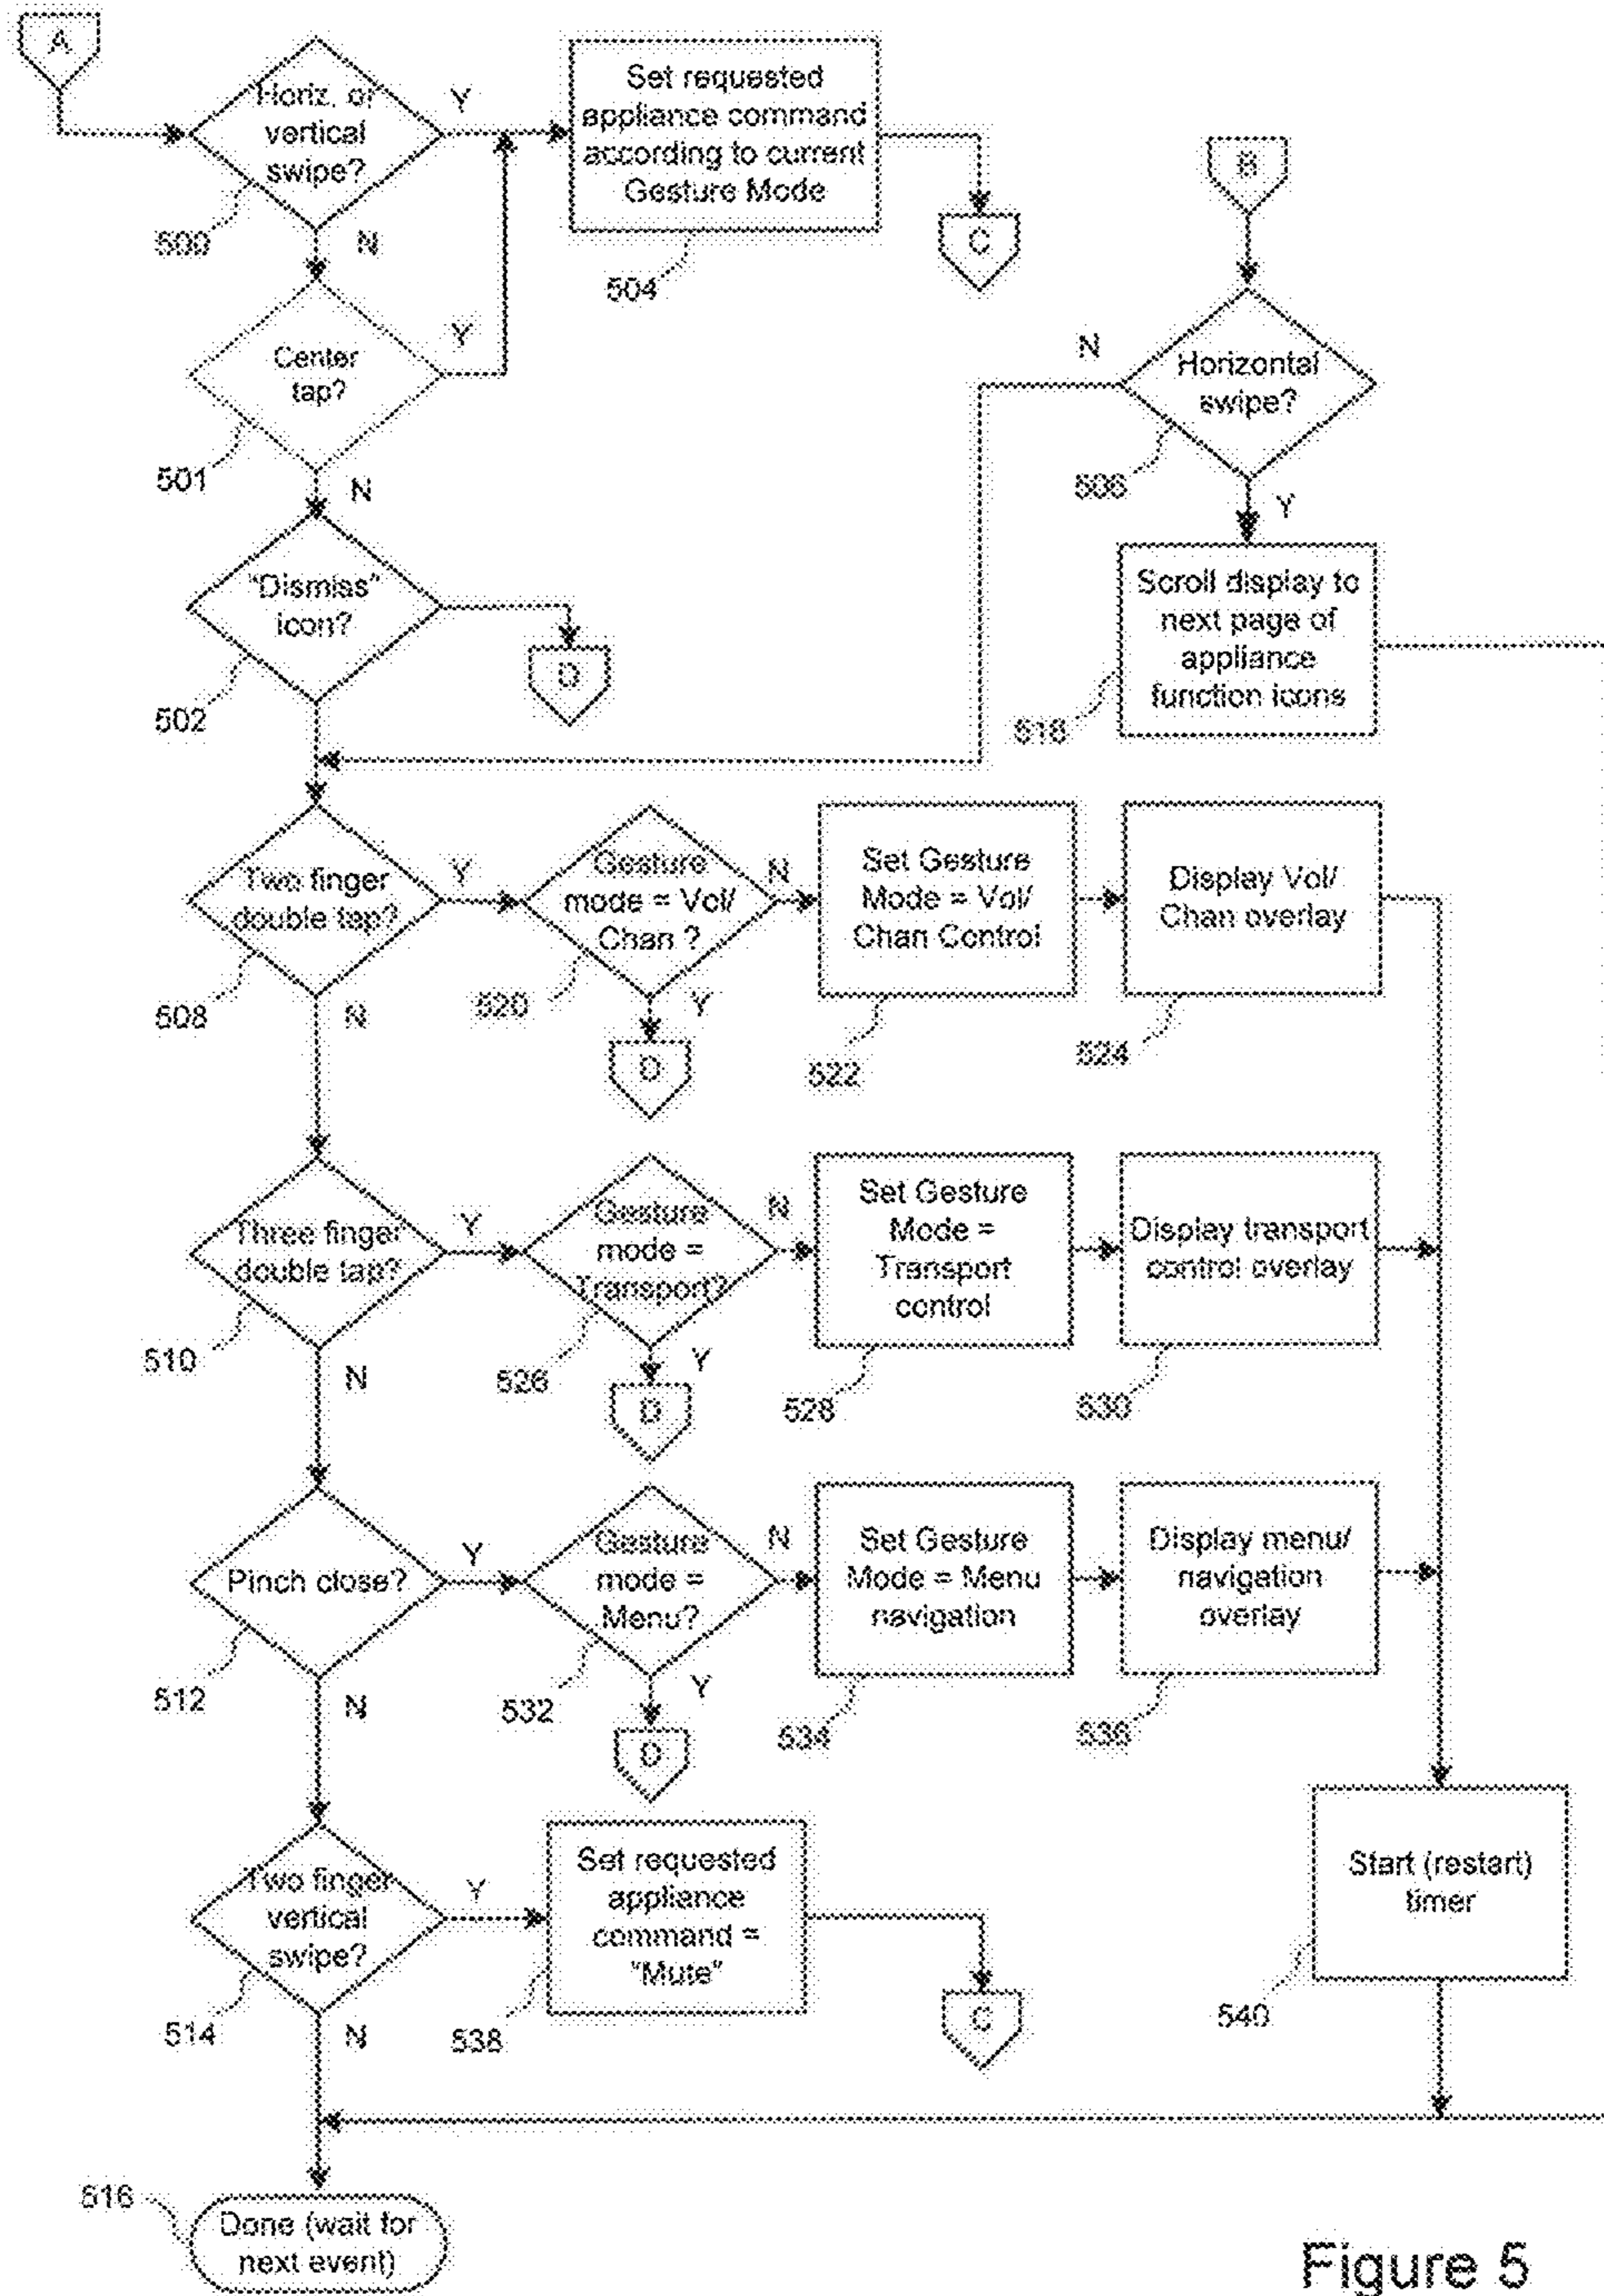 A
Horiz. or
vertical
swipe?
Y
Set requested
appliance command
according to current
Gesture Mode
500
N
504
C
B
Center
tap?
Y
501
N
N
Horizontal
swipe?
506
Y
"Dismiss"
icon?
D
502
Scroll display to
next page of
appliance
function icons
518
Two finger
double tap?
Y
Gesture
mode = Vol/
Chan ?
N
Set Gesture
Mode = Vol/
Chan Control
Display Vol/
Chan overlay
508
N
520
Y
D
522
524
Three finger
double tap?
Y
Gesture
mode =
Transport?
N
Set Gesture
Mode =
Transport
control
Display transport
control overlay
510
N
526
Y
D
528
530
Pinch close?
Y
Gesture
mode =
Menu?
N
Set Gesture
Mode = Menu
navigation
Display menu/
navigation
overlay
512
N
532
Y
D
534
536
Two finger
vertical
swipe?
Y
Set requested
appliance
command =
"Mute"
C
Start (restart)
timer
514
N
538
540
516
Done (wait for
next event)
Figure 5